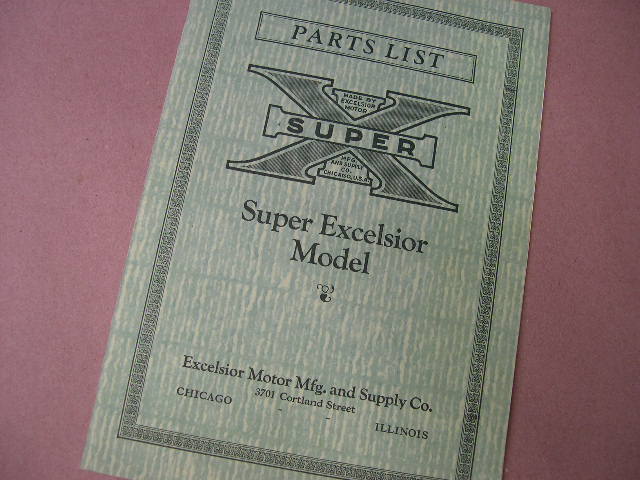 PARTS LIST
MADE BY
EXCELSIOR
MOTOR
SUPER
MFG.
AND SUPPLY
CO.
CHICAGO, U.S.A.
Super Excelsior
Model
Excelsior Motor Mfg. and Supply Co.
3701 Cortland Street
CHICAGO - - ILLINOIS